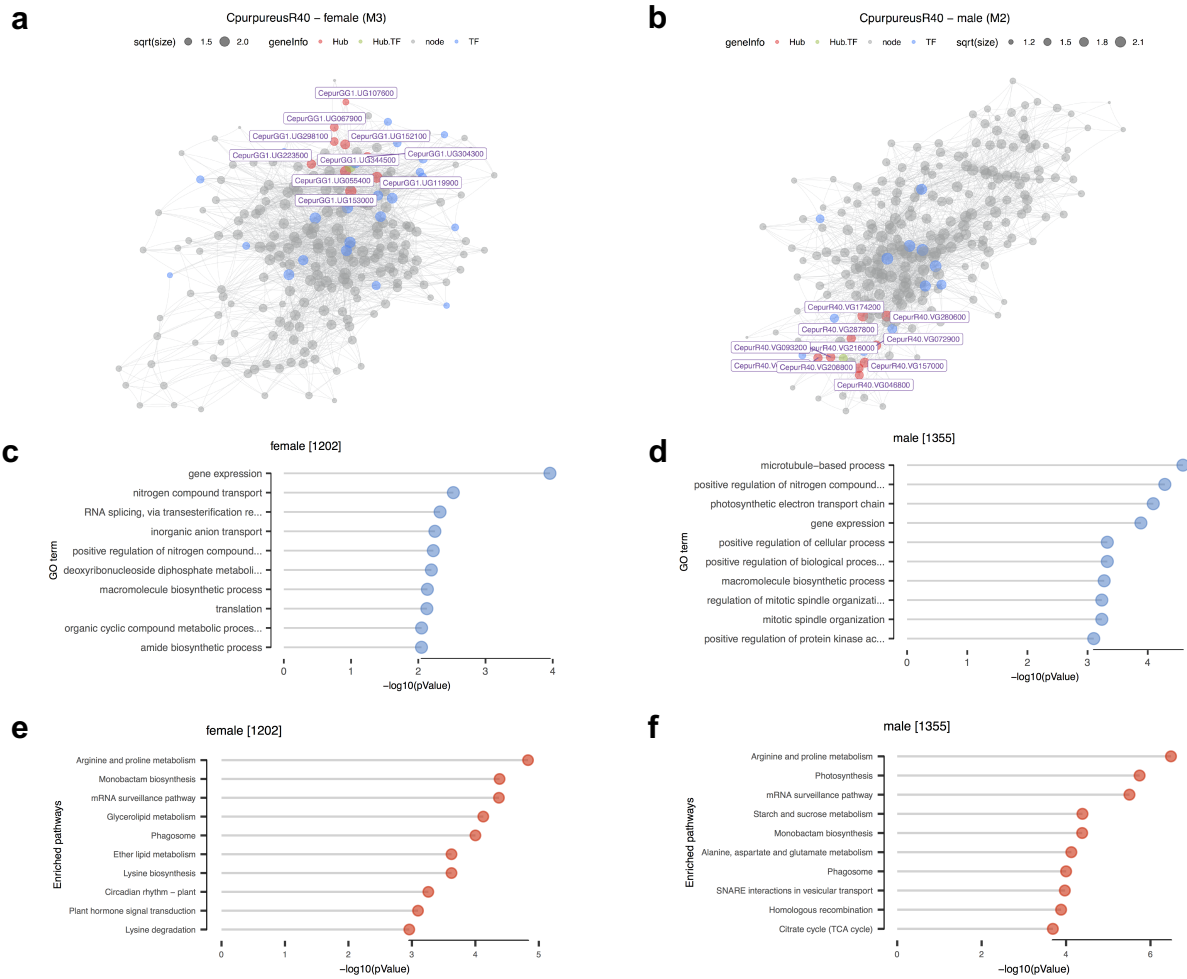 a
CpurpureusR40 − female (M3)
sqrt(size) 1.5 2.0 geneInfo Hub Hub.TF node TF
CepurGG1.UG107600
CepurGG1.UG067900
CepurGG1.UG298100 CepurGG1.UG152100
CepurGG1.UG223500 CepurGG1.UG344500 CepurGG1.UG304300
CepurGG1.UG055400 CepurGG1.UG119900
CepurGG1.UG153000
b
CpurpureusR40 − male (M2)
geneInfo Hub Hub.TF node TF sqrt(size) 1.2 1.5 1.8 2.1
CepurR40.VG174200
CepurR40.VG260600
CepurR40.VG287800
CepurR40.VG072900
CepurR40.VG093200 purR40.VG216000
CepurR40.V CepurR40.VG208800 CepurR40.VG157000
CepurR40.VG046800
c
female [1202]
GO term
gene expression
nitrogen compound transport
RNA splicing, via transesterification re...
inorganic anion transport
positive regulation of nitrogen compound...
deoxyribonucleoside diphosphate metaboli...
macromolecule biosynthetic process
translation
organic cyclic compound metabolic proces...
amide biosynthetic process
0 1 2 3 4
−log10(pValue)
d
male [1355]
GO term
microtubule−based process
positive regulation of nitrogen compound...
photosynthetic electron transport chain
gene expression
positive regulation of cellular process
positive regulation of biological proces...
macromolecule biosynthetic process
regulation of mitotic spindle organizati...
mitotic spindle organization
positive regulation of protein kinase ac...
0 1 2 3 4
−log10(pValue)
e
female [1202]
Enriched pathways
Arginine and proline metabolism
Monobactam biosynthesis
mRNA surveillance pathway
Glycerolipid metabolism
Phagosome
Ether lipid metabolism
Lysine biosynthesis
Circadian rhythm − plant
Plant hormone signal transduction
Lysine degradation
0 1 2 3 4 5
−log10(pValue)
f
male [1355]
Enriched pathways
Arginine and proline metabolism
Photosynthesis
mRNA surveillance pathway
Starch and sucrose metabolism
Monobactam biosynthesis
Alanine, aspartate and glutamate metabolism
Phagosome
SNARE interactions in vesicular transport
Homologous recombination
Citrate cycle (TCA cycle)
0 2 4 6
−log10(pValue)